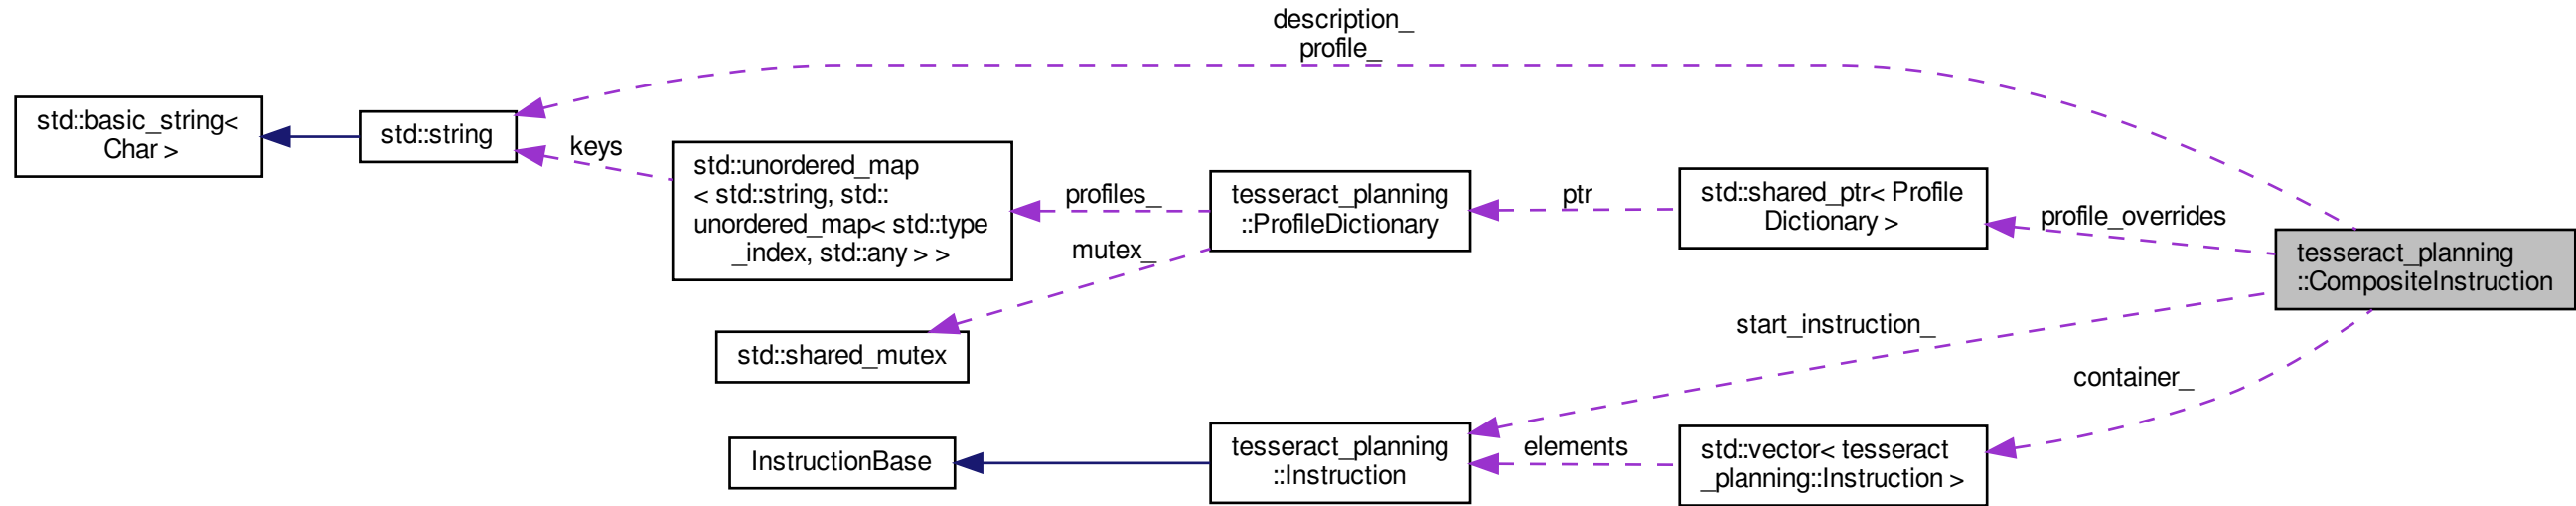 description_
profile_
std::basic_string<
Char >
std::string
keys
std::unordered_map
< std::string, std::
unordered_map< std::type
_index, std::any > >
profiles_
tesseract_planning
::ProfileDictionary
ptr
std::shared_ptr< Profile
Dictionary >
profile_overrides
tesseract_planning
::CompositeInstruction
mutex_
std::shared_mutex
start_instruction_
container_
InstructionBase
tesseract_planning
::Instruction
elements
std::vector< tesseract
_planning::Instruction >